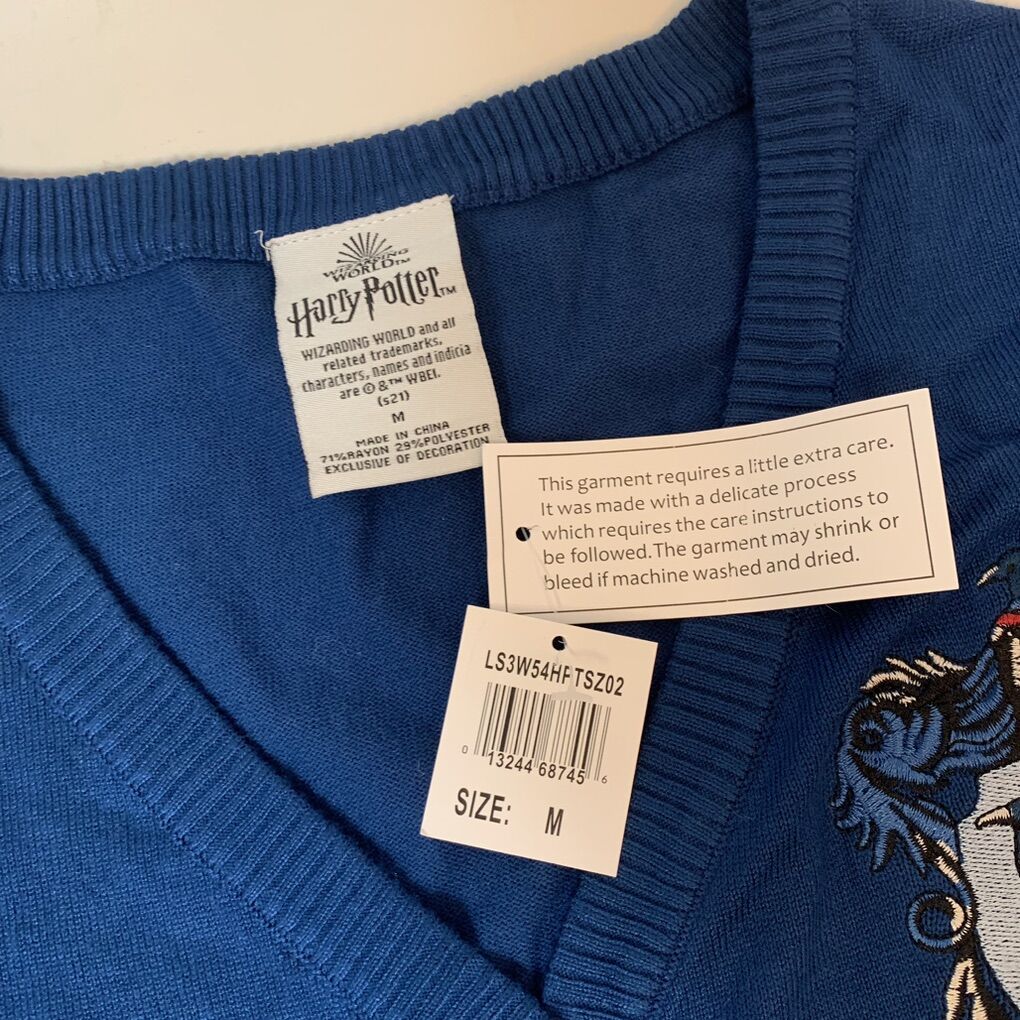 WIZARDING
WORLD™
Harry Potter™
WIZARDING WORLD and all
related trademarks,
characters, names and indicia
are © & ™ WBEI.
(s21)
M
MADE IN CHINA
71%RAYON 29%POLYESTER
EXCLUSIVE OF DECORATION
This garment requires a little extra care.
It was made with a delicate process
which requires the care instructions to
be followed.The garment may shrink or
bleed if machine washed and dried.
LS3W54HPTSZ02
0 13244 68745 6
SIZE: M